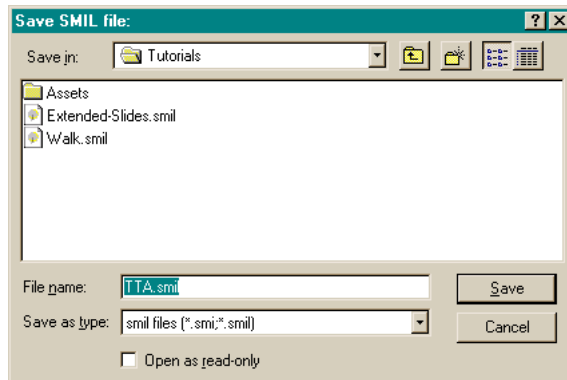 Save SMIL file:
Save in: Tutorials
Assets
Extended-Slides.smil
Walk.smil
File name: TTA.smil Save
Save as type: smil files (*.smi;*.smil) Cancel
Open as read-only